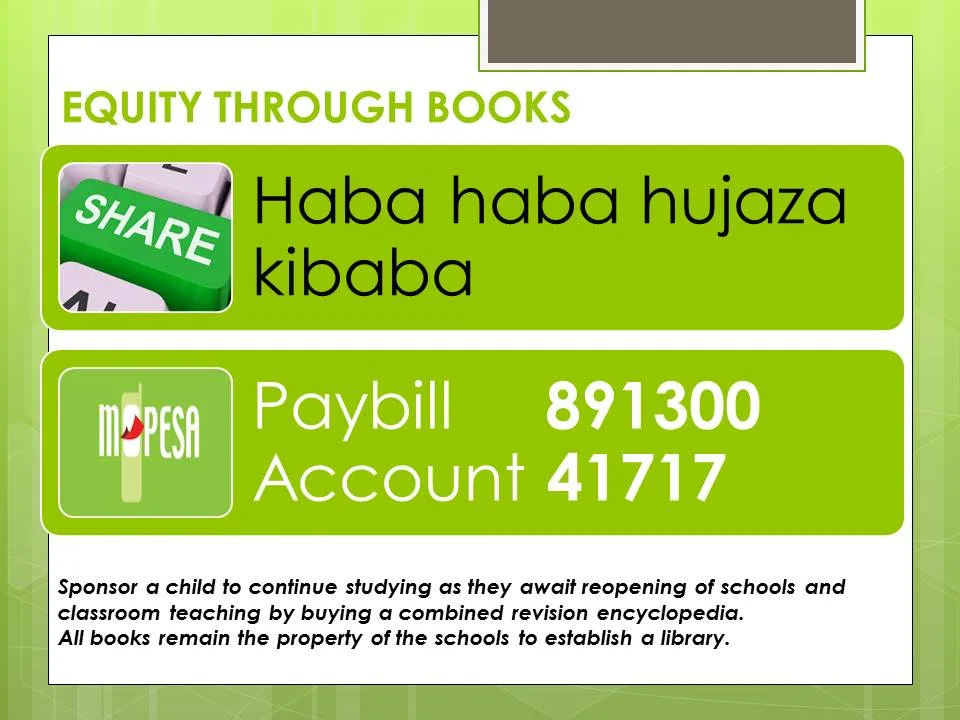 EQUITY THROUGH BOOKS
SHARE
Haba haba hujaza
kibaba
M PESA
Paybill 891300
Account 41717
Sponsor a child to continue studying as they await reopening of schools and
classroom teaching by buying a combined revision encyclopedia.
All books remain the property of the schools to establish a library.